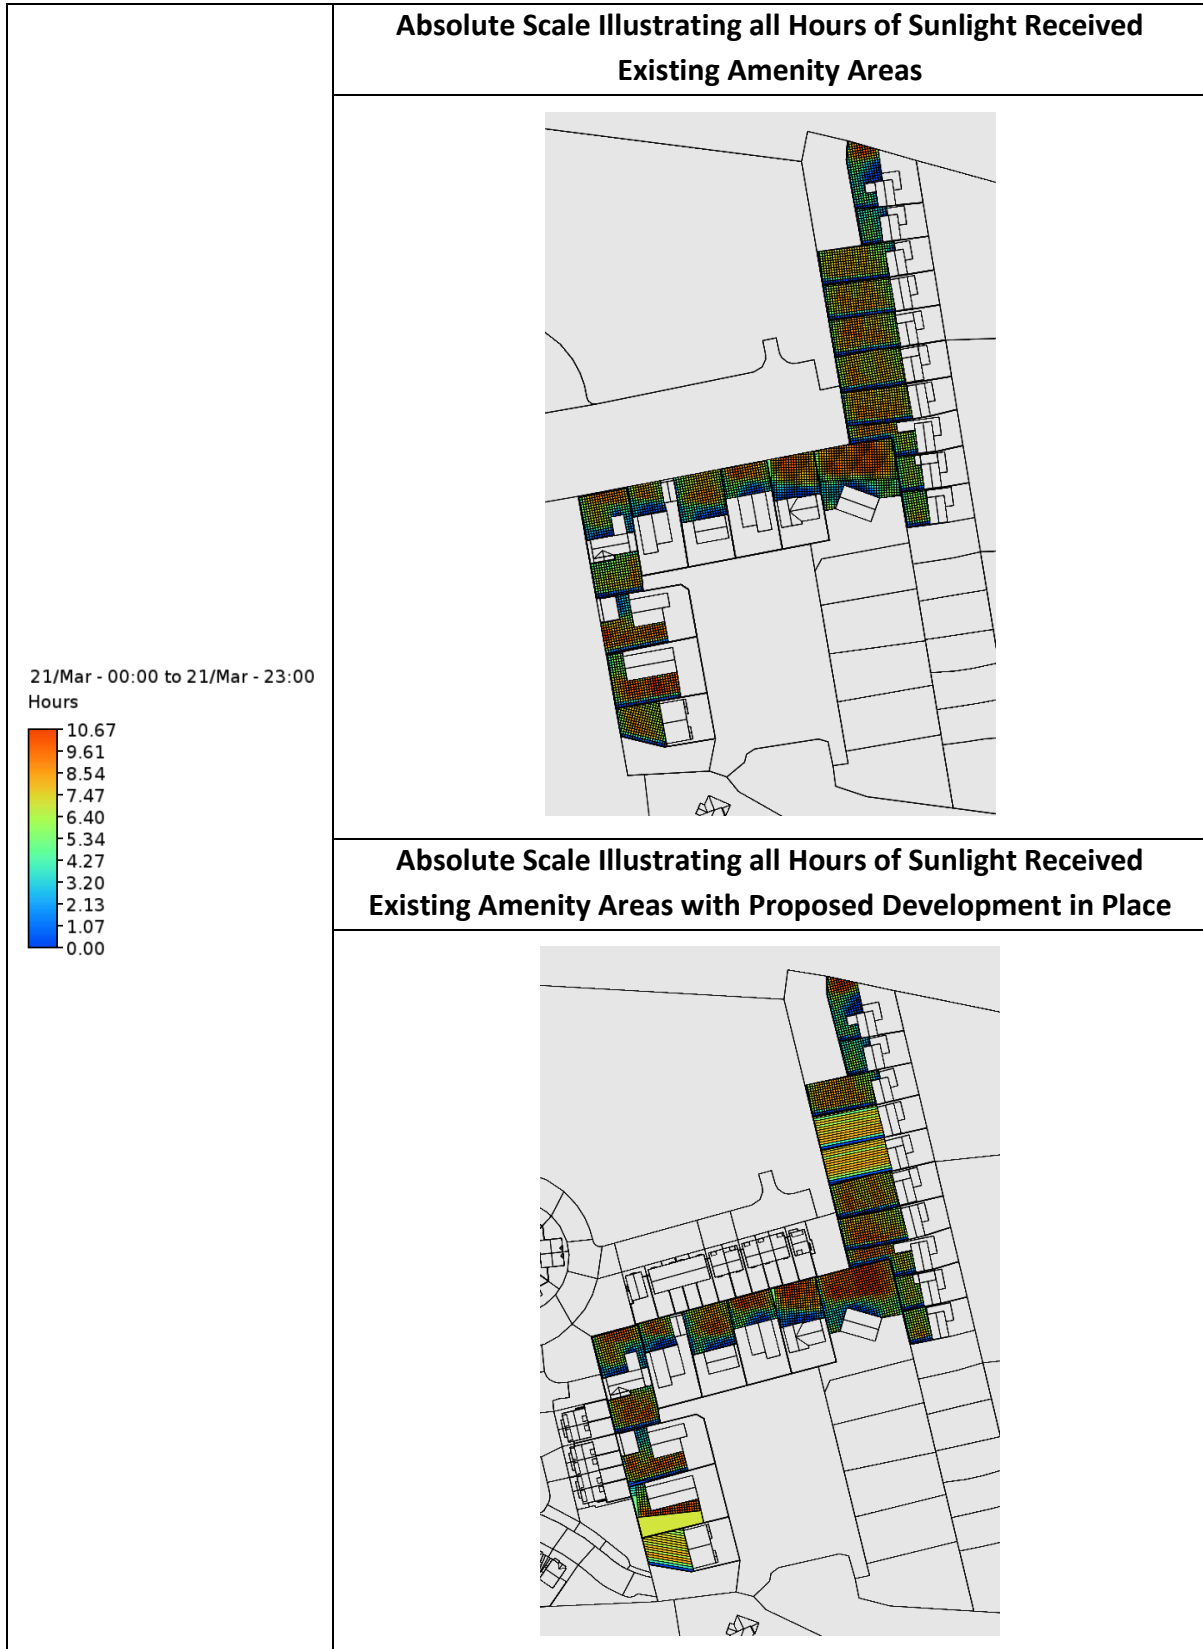 Absolute Scale Illustrating all Hours of Sunlight Received
Existing Amenity Areas
21/Mar - 00:00 to 21/Mar - 23:00
Hours
10.67
9.61
8.54
7.47
6.40
5.34
4.27
3.20
2.13
1.07
0.00
Absolute Scale Illustrating all Hours of Sunlight Received
Existing Amenity Areas with Proposed Development in Place